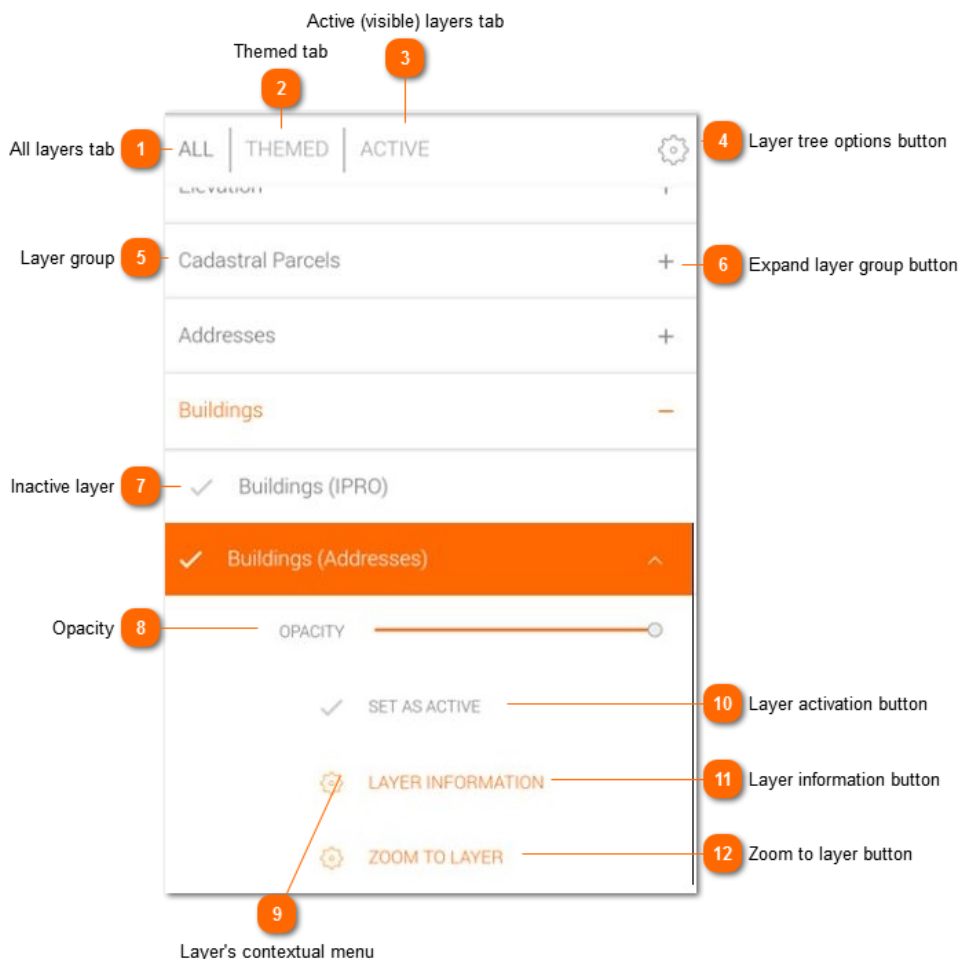 Active (visible) layers tab
3
Themed tab
2
All layers tab 1 ALL THEMED ACTIVE 4 Layer tree options button
Elevation +
Layer group 5 Cadastral Parcels + 6 Expand layer group button
Addresses +
Buildings −
Inactive layer 7 Buildings (IPRO)
Buildings (Addresses)
Opacity 8 OPACITY
SET AS ACTIVE 10 Layer activation button
LAYER INFORMATION 11 Layer information button
ZOOM TO LAYER 12 Zoom to layer button
9
Layer's contextual menu